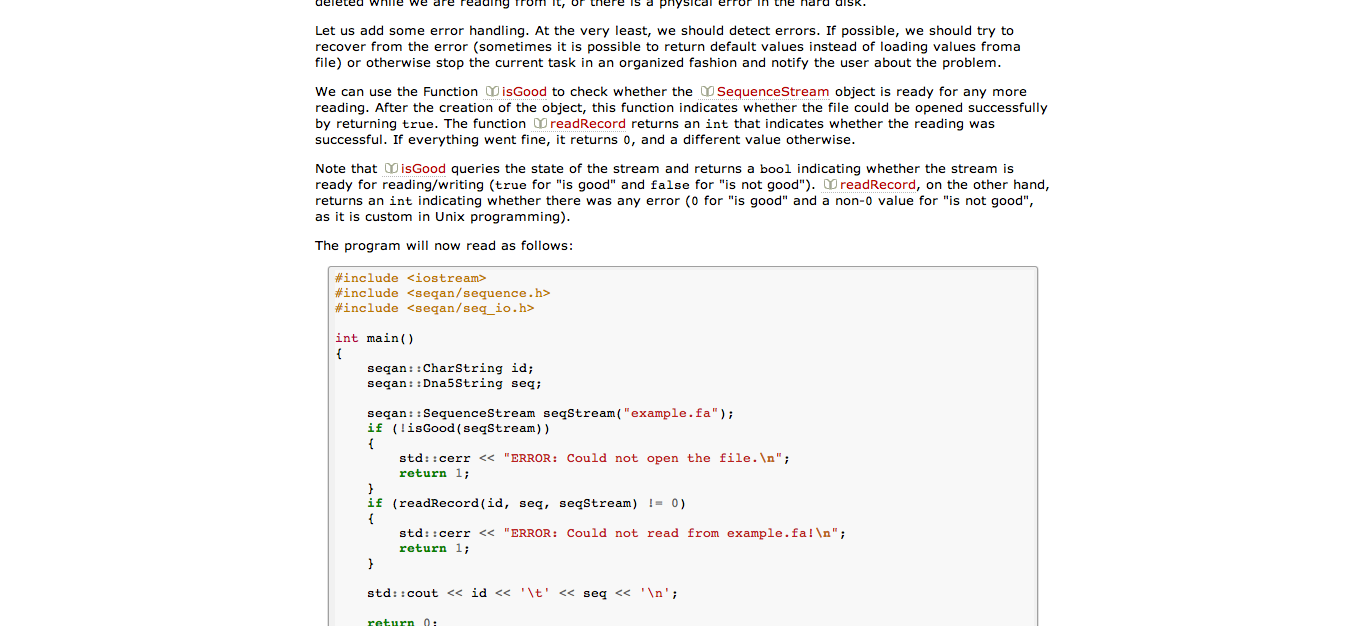 deleted while we are reading from it, or there is a physical error in the hard disk.
Let us add some error handling. At the very least, we should detect errors. If possible, we should try to
recover from the error (sometimes it is possible to return default values instead of loading values froma
file) or otherwise stop the current task in an organized fashion and notify the user about the problem.
We can use the Function isGood to check whether the SequenceStream object is ready for any more
reading. After the creation of the object, this function indicates whether the file could be opened successfully
by returning true. The function readRecord returns an int that indicates whether the reading was
successful. If everything went fine, it returns 0, and a different value otherwise.
Note that isGood queries the state of the stream and returns a bool indicating whether the stream is
ready for reading/writing (true for "is good" and false for "is not good"). readRecord, on the other hand,
returns an int indicating whether there was any error (0 for "is good" and a non-0 value for "is not good",
as it is custom in Unix programming).
The program will now read as follows:
#include <iostream>
#include <seqan/sequence.h>
#include <seqan/seq_io.h>
int main()
{
    seqan::CharString id;
    seqan::Dna5String seq;
    seqan::SequenceStream seqStream("example.fa");
    if (!isGood(seqStream))
    {
        std::cerr << "ERROR: Could not open the file.\n";
        return 1;
    }
    if (readRecord(id, seq, seqStream) != 0)
    {
        std::cerr << "ERROR: Could not read from example.fa!\n";
        return 1;
    }
    std::cout << id << '\t' << seq << '\n';
    return 0;